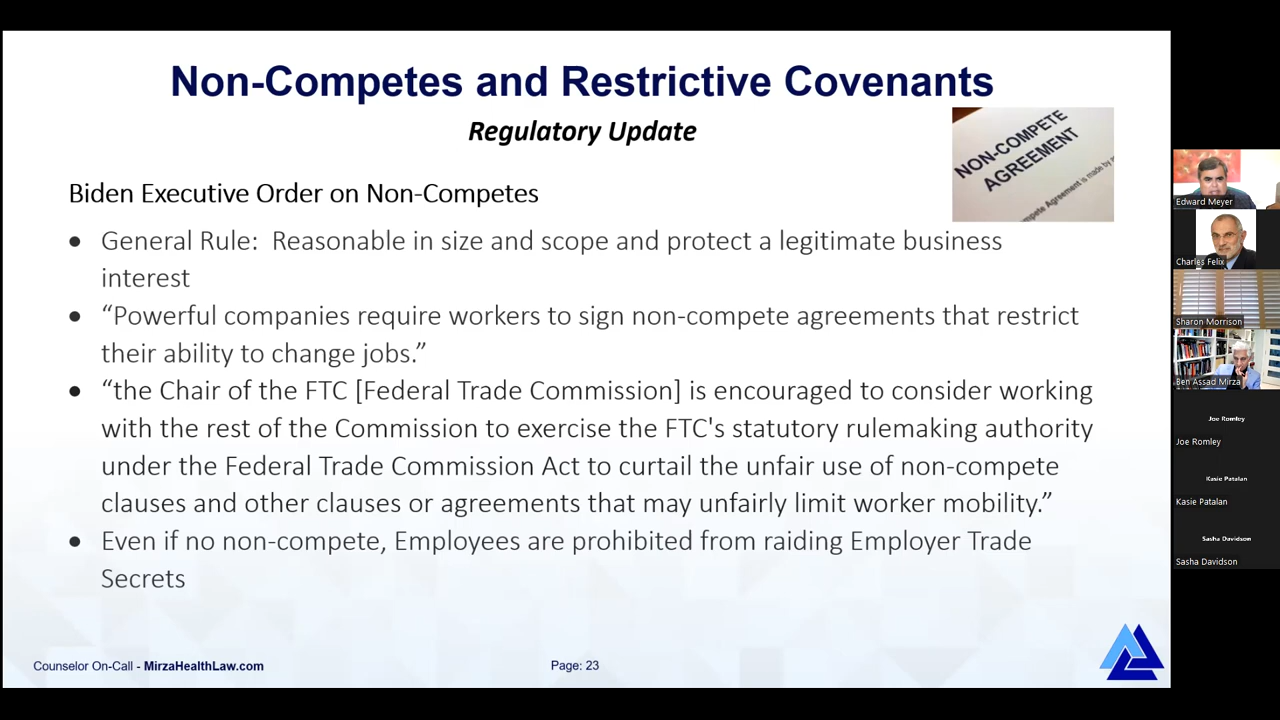 Non-Competes and Restrictive Covenants
Regulatory Update
NON-COMPETE
AGREEMENT
Compete Agreement is made by
Biden Executive Order on Non-Competes
● General Rule:  Reasonable in size and scope and protect a legitimate business
interest
● “Powerful companies require workers to sign non-compete agreements that restrict
their ability to change jobs.”
● “the Chair of the FTC [Federal Trade Commission] is encouraged to consider working
with the rest of the Commission to exercise the FTC's statutory rulemaking authority
under the Federal Trade Commission Act to curtail the unfair use of non-compete
clauses and other clauses or agreements that may unfairly limit worker mobility.”
● Even if no non-compete, Employees are prohibited from raiding Employer Trade
Secrets
Counselor On-Call - MirzaHealthLaw.com
Page: 23
Edward Meyer
Charles Felix
Sharon Morrison
Ben Assad Mirza
Joe Romley
Joe Romley
Kasie Patalan
Kasie Patalan
Sasha Davidson
Sasha Davidson